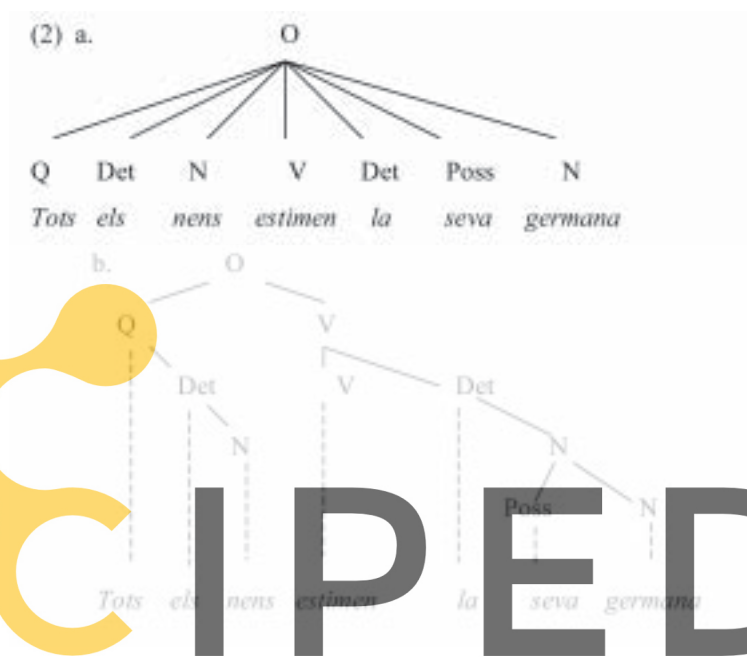 (2) a. O
Q Det N V Det Poss N
Tots els nens estimen la seva germana
b. O
Q V
Det V Det
N N
Poss N
Tots els nens estimen la seva germana
CIPED